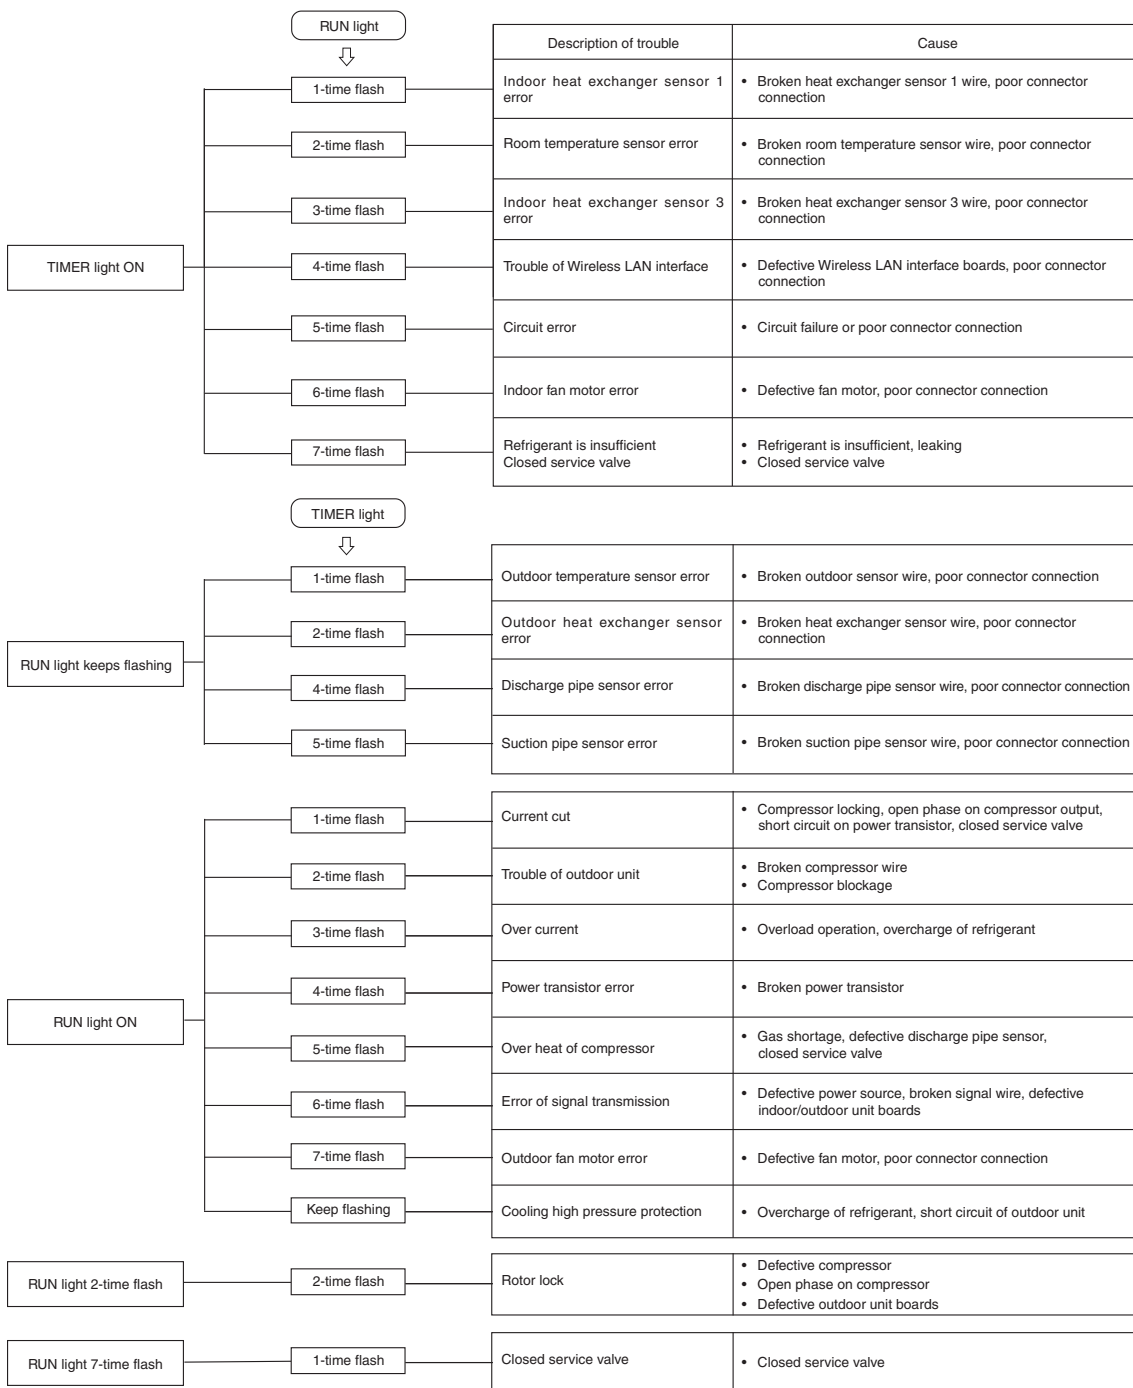 RUN light
Description of trouble
Cause
1-time flash
Indoor heat exchanger sensor 1
error
• Broken heat exchanger sensor 1 wire, poor connector
connection
2-time flash
Room temperature sensor error
• Broken room temperature sensor wire, poor connector
connection
3-time flash
Indoor heat exchanger sensor 3
error
• Broken heat exchanger sensor 3 wire, poor connector
connection
TIMER light ON
4-time flash
Trouble of Wireless LAN interface
• Defective Wireless LAN interface boards, poor connector
connection
5-time flash
Circuit error
• Circuit failure or poor connector connection
6-time flash
Indoor fan motor error
• Defective fan motor, poor connector connection
7-time flash
Refrigerant is insufficient
Closed service valve
• Refrigerant is insufficient, leaking
• Closed service valve
TIMER light
1-time flash
Outdoor temperature sensor error
• Broken outdoor sensor wire, poor connector connection
2-time flash
Outdoor heat exchanger sensor
error
• Broken heat exchanger sensor wire, poor connector
connection
RUN light keeps flashing
4-time flash
Discharge pipe sensor error
• Broken discharge pipe sensor wire, poor connector connection
5-time flash
Suction pipe sensor error
• Broken suction pipe sensor wire, poor connector connection
1-time flash
Current cut
• Compressor locking, open phase on compressor output,
short circuit on power transistor, closed service valve
2-time flash
Trouble of outdoor unit
• Broken compressor wire
• Compressor blockage
3-time flash
Over current
• Overload operation, overcharge of refrigerant
4-time flash
Power transistor error
• Broken power transistor
RUN light ON
5-time flash
Over heat of compressor
• Gas shortage, defective discharge pipe sensor,
closed service valve
6-time flash
Error of signal transmission
• Defective power source, broken signal wire, defective
indoor/outdoor unit boards
7-time flash
Outdoor fan motor error
• Defective fan motor, poor connector connection
Keep flashing
Cooling high pressure protection
• Overcharge of refrigerant, short circuit of outdoor unit
RUN light 2-time flash
2-time flash
Rotor lock
• Defective compressor
• Open phase on compressor
• Defective outdoor unit boards
RUN light 7-time flash
1-time flash
Closed service valve
• Closed service valve